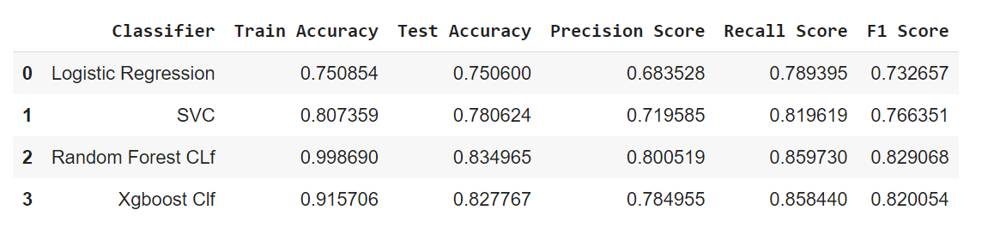 Classifier Train Accuracy Test Accuracy Precision Score Recall Score F1 Score
0 Logistic Regression 0.750854 0.750600 0.683528 0.789395 0.732657
1 SVC 0.807359 0.780624 0.719585 0.819619 0.766351
2 Random Forest CLf 0.998690 0.834965 0.800519 0.859730 0.829068
3 Xgboost Clf 0.915706 0.827767 0.784955 0.858440 0.820054